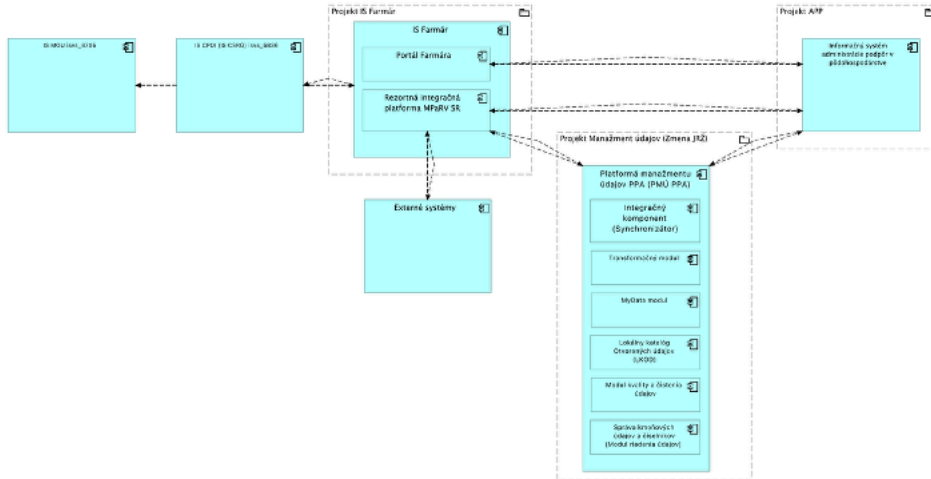 Projekt IS Farmár
Projekt APP
IS Farmár
Portál Farmára
Rezortná integračná
platforma MPaRV SR
Informačný systém
administrácie podpôr v
pôdohospodárstve
Projekt Manažment údajov (Zmena JRŽ)
Platforma manažmentu
údajov PPA (PMÚ PPA)
Externé systémy
Integračný
komponent
(Synchronizátor)
Transformačný modul
MyData modul
Lokálny katalóg
Otvorených údajov
(LKOD)
Modul kvality a čistenia
údajov
Správa kmeňových
údajov a číselníkov
(Modul riadenia údajov)